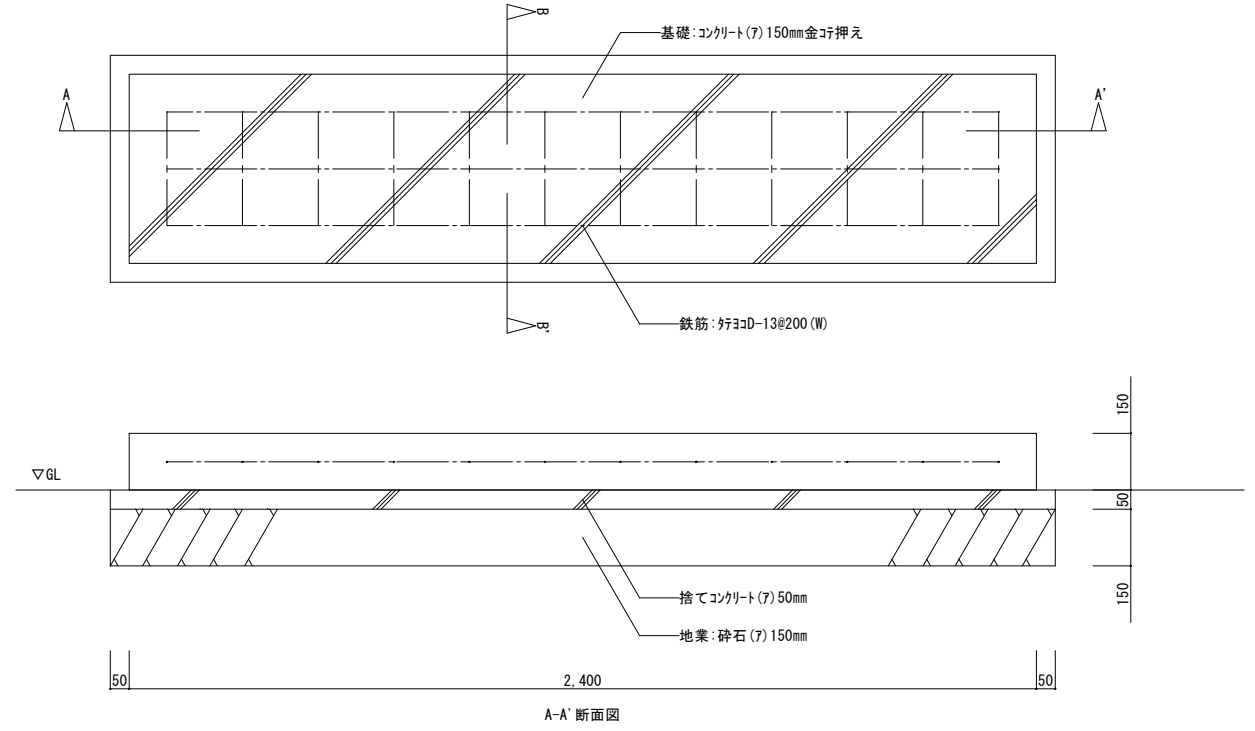 B
基礎:コンクリート(ア)150mm金コテ押え
A
A'
B'
鉄筋:タテヨコD-13@200(W)
150
▽GL
50
捨てコンクリート(ア)50mm
150
地業:砕石(ア)150mm
50
2,400
50
A-A'断面図